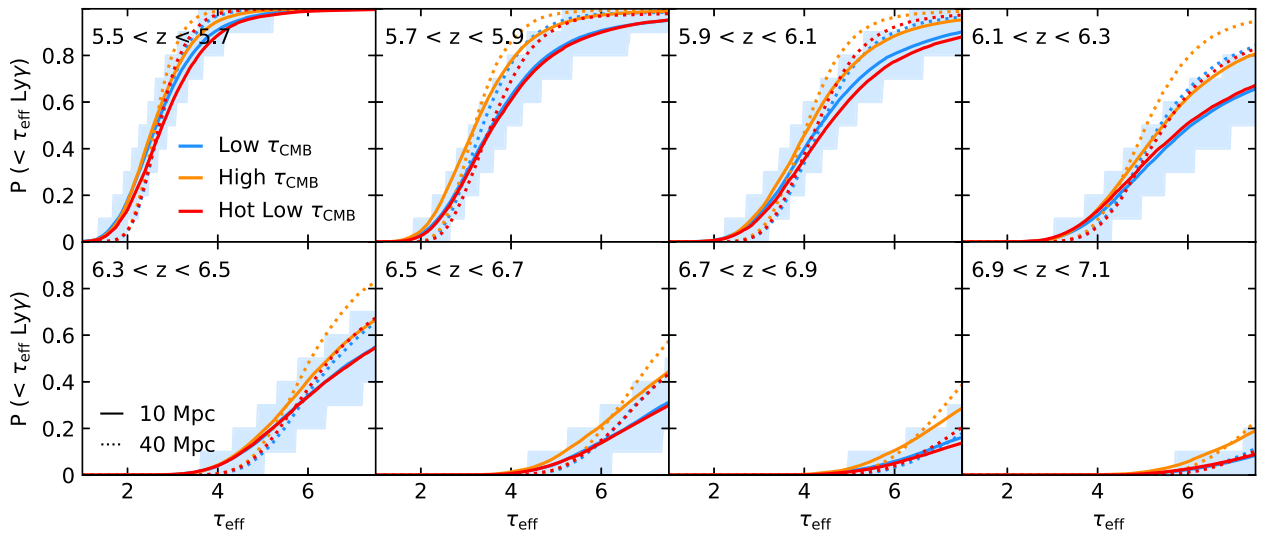 5.5 < z < 5.7
5.7 < z < 5.9
5.9 < z < 6.1
6.1 < z < 6.3
P (< τeff Lyγ)
0.8
0.6
0.4
0.2
0
Low τCMB
High τCMB
Hot Low τCMB
6.3 < z < 6.5
6.5 < z < 6.7
6.7 < z < 6.9
6.9 < z < 7.1
P (< τeff Lyγ)
0.8
0.6
0.4
0.2
0
10 Mpc
40 Mpc
2 4 6 2 4 6 2 4 6 2 4 6
τeff τeff τeff τeff